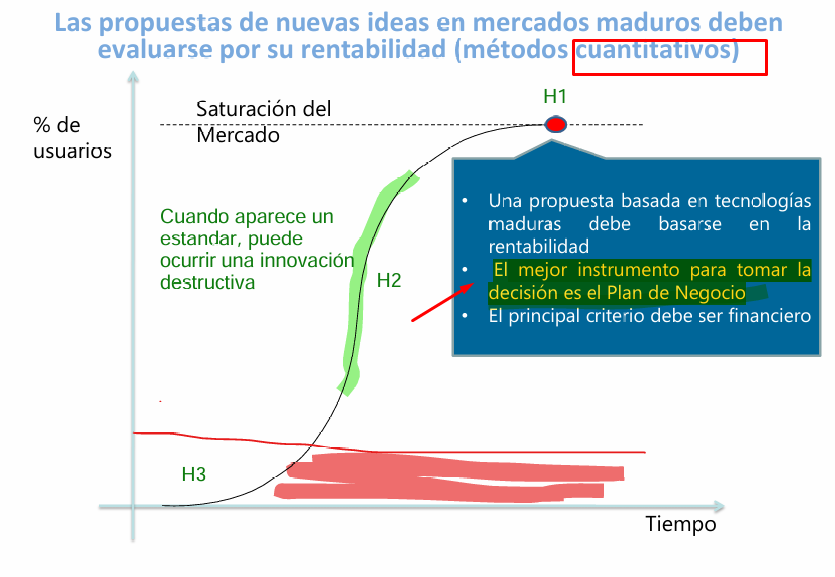 Las propuestas de nuevas ideas en mercados maduros deben
evaluarse por su rentabilidad (métodos cuantitativos)
H1
Saturación del
Mercado
% de
usuarios
Una propuesta basada en tecnologías
maduras debe basarse en la
rentabilidad
El mejor instrumento para tomar la
decisión es el Plan de Negocio
El principal criterio debe ser financiero
Cuando aparece un
estandar, puede
ocurrir una innovación
destructiva
H2
H3
Tiempo